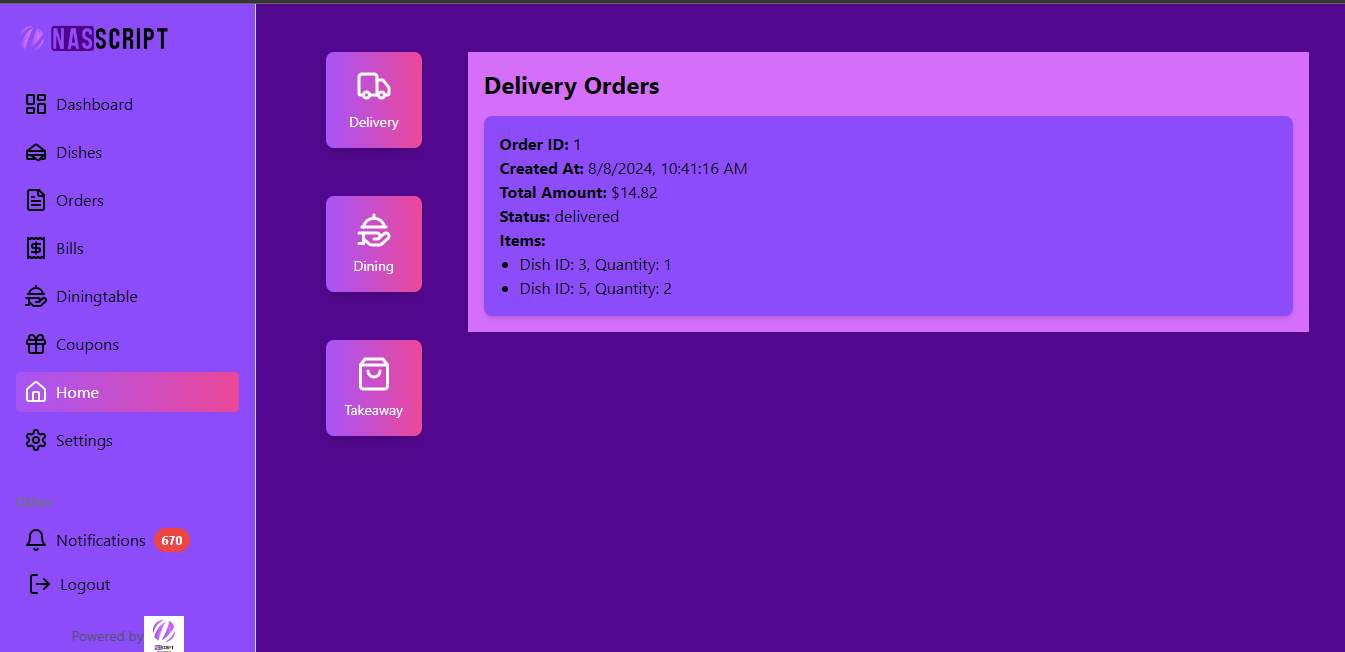 NASSCRIPT
Dashboard
Dishes
Orders
Bills
Diningtable
Coupons
Home
Settings
Other
Notifications 670
Logout
Powered by
Delivery
Dining
Takeaway
Delivery Orders
Order ID: 1
Created At: 8/8/2024, 10:41:16 AM
Total Amount: $14.82
Status: delivered
Items:
• Dish ID: 3, Quantity: 1
• Dish ID: 5, Quantity: 2